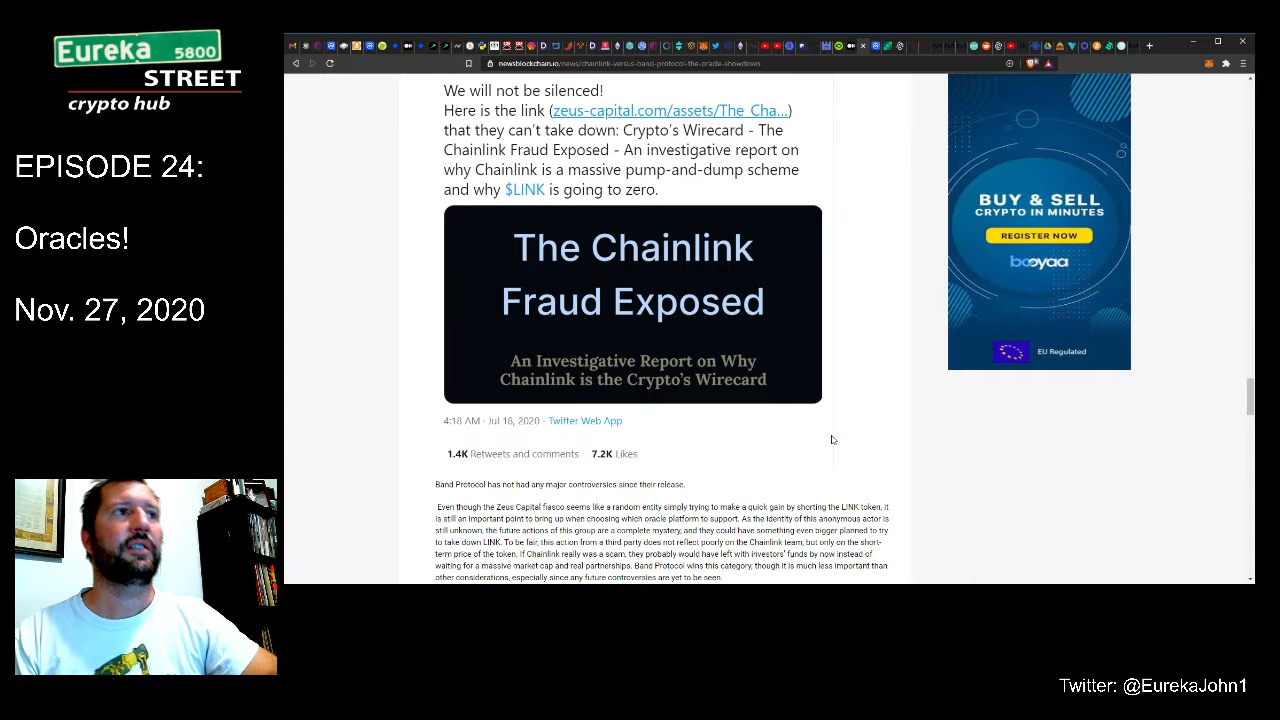 Eureka 5800
STREET
crypto hub
EPISODE 24:
Oracles!
Nov. 27, 2020
newsblockchain.io/news/chainlink-versus-band-protocol-the-oracle-showdown
We will not be silenced!
Here is the link (zeus-capital.com/assets/The_Cha...)
that they can't take down: Crypto's Wirecard - The
Chainlink Fraud Exposed - An investigative report on
why Chainlink is a massive pump-and-dump scheme
and why $LINK is going to zero.
The Chainlink
Fraud Exposed
An Investigative Report on Why
Chainlink is the Crypto's Wirecard
4:18 AM · Jul 18, 2020 · Twitter Web App
1.4K Retweets and comments 7.2K Likes
Band Protocol has not had any major controversies since their release.
Even though the Zeus Capital fiasco seems like a random entity simply trying to make a quick gain by shorting the LINK token, it
is still an important point to bring up when choosing which oracle platform to support. As the identity of this anonymous actor is
still unknown, the future actions of this group are a complete mystery, and they could have something even bigger planned to try
to take down LINK. To be fair, this action from a third party does not reflect poorly on the Chainlink team, but only on the short-
term price of the token. If Chainlink really was a scam, they probably would have left with investors' funds by now instead of
waiting for a massive market cap and real partnerships. Band Protocol wins this category, though it is much less important than
other considerations, especially since any future controversies are yet to be seen.
BUY & SELL
CRYPTO IN MINUTES
REGISTER NOW
booyaa
EU Regulated
Twitter: @EurekaJohn1